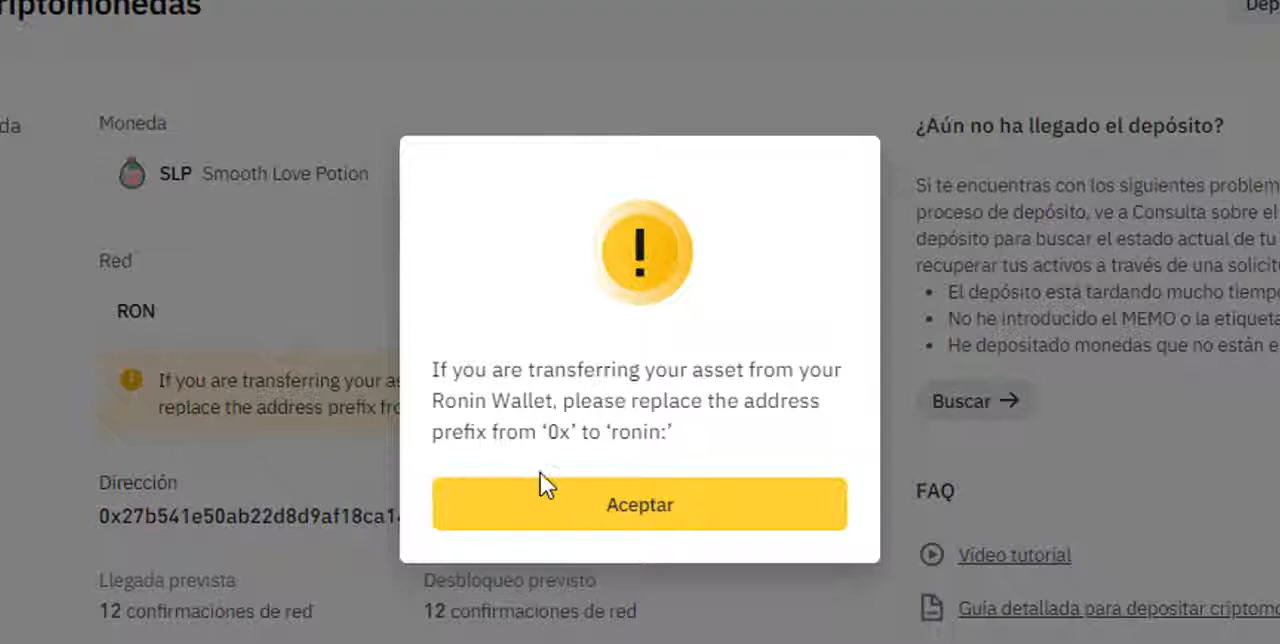 riptomonedas
Dep
da
Moneda
SLP Smooth Love Potion
Red
RON
If you are transferring your as
replace the address prefix fro
Dirección
0x27b541e50ab22d8d9af18ca14
Llegada prevista
12 confirmaciones de red
Desbloqueo previsto
12 confirmaciones de red
!
If you are transferring your asset from your
Ronin Wallet, please replace the address
prefix from ‘0x’ to ‘ronin:’
Aceptar
¿Aún no ha llegado el depósito?
Si te encuentras con los siguientes problem
proceso de depósito, ve a Consulta sobre el
depósito para buscar el estado actual de tu
recuperar tus activos a través de una solicit
• El depósito está tardando mucho tiempo
• No he introducido el MEMO o la etiqueta
• He depositado monedas que no están e
Buscar →
FAQ
Vídeo tutorial
Guía detallada para depositar criptomo